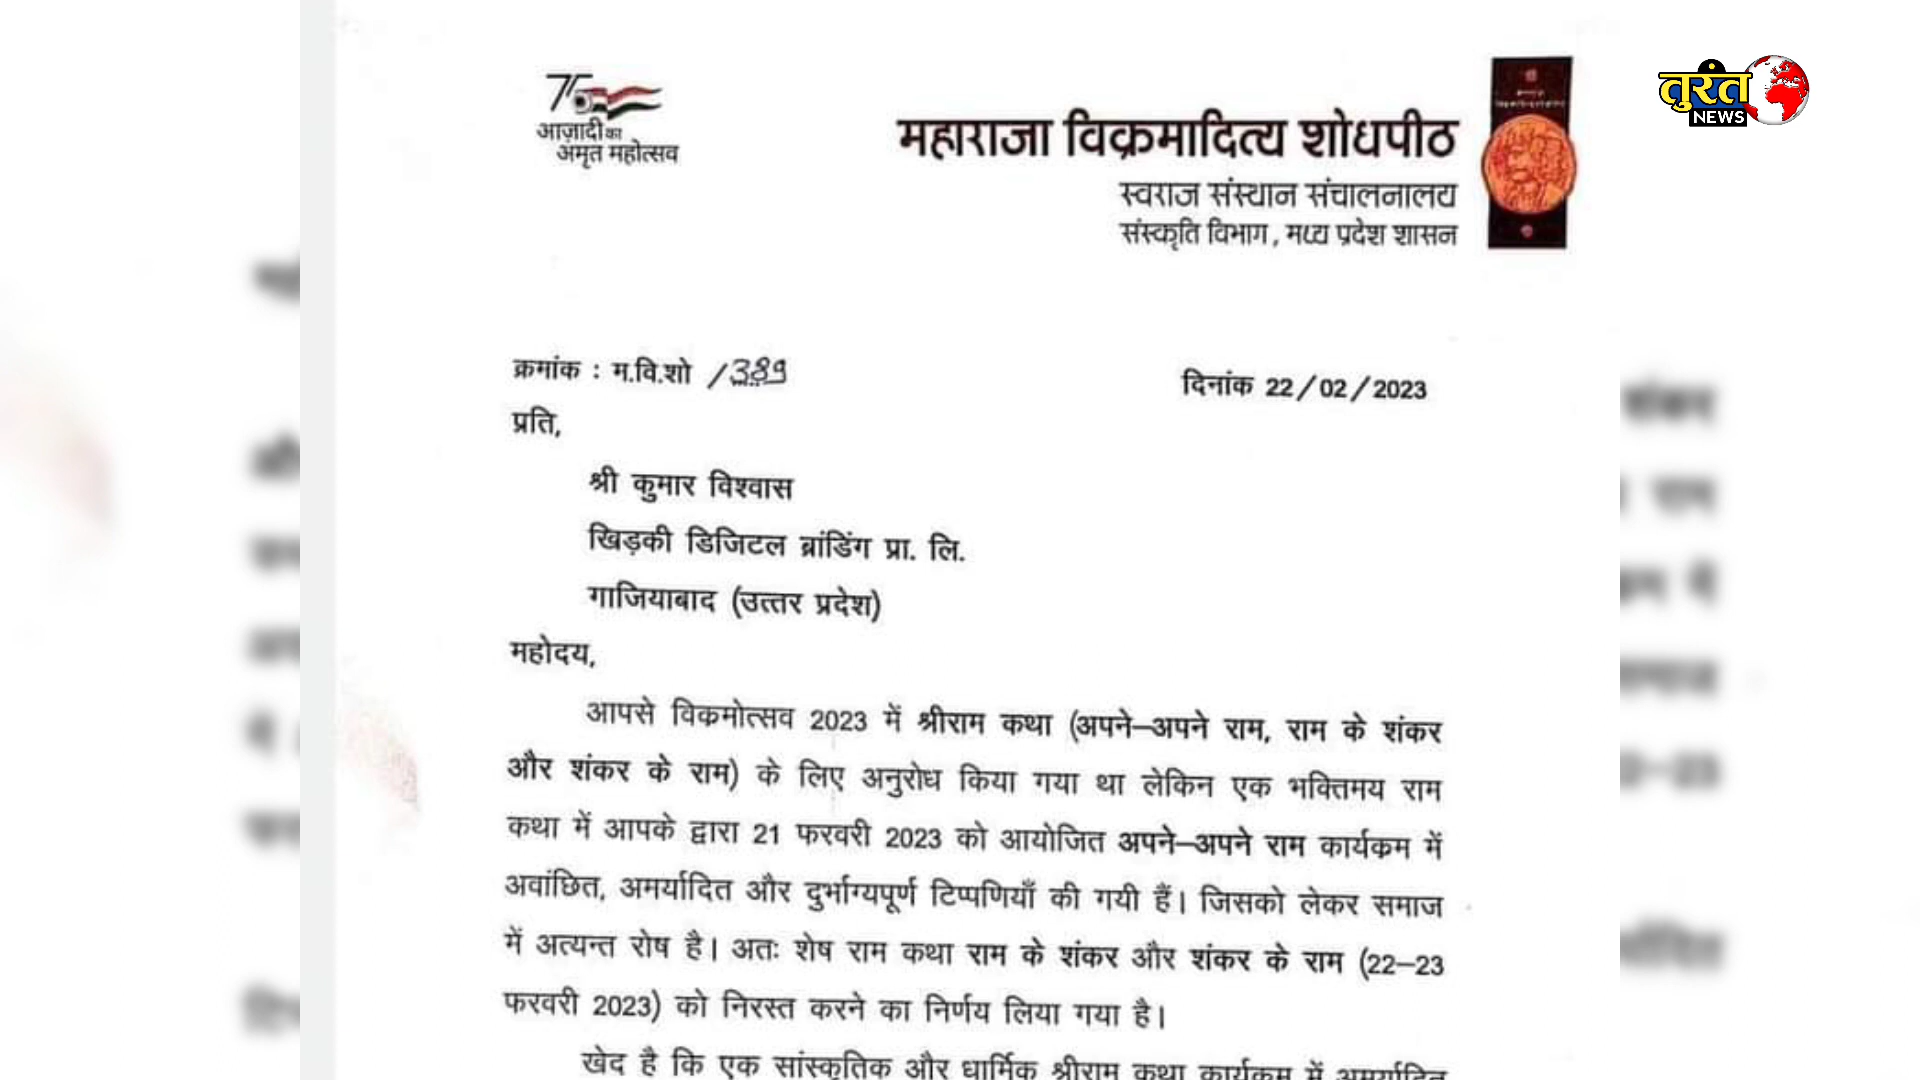 75
आज़ादी का
अमृत महोत्सव
महाराजा विक्रमादित्य शोधपीठ
स्वराज संस्थान संचालनालय
संस्कृति विभाग, मध्य प्रदेश शासन
तुरंत
NEWS
क्रमांक : म.वि.शो /389
दिनांक 22/02/2023
प्रति,
श्री कुमार विश्वास
खिड़की डिजिटल ब्रांडिंग प्रा. लि.
गाजियाबाद (उत्तर प्रदेश)
महोदय,
आपसे विक्रमोत्सव 2023 में श्रीराम कथा (अपने–अपने राम, राम के शंकर
और शंकर के राम) के लिए अनुरोध किया गया था लेकिन एक भक्तिमय राम
कथा में आपके द्वारा 21 फरवरी 2023 को आयोजित अपने–अपने राम कार्यक्रम में
अवांछित, अमर्यादित और दुर्भाग्यपूर्ण टिप्पणियाँ की गयी हैं। जिसको लेकर समाज
में अत्यन्त रोष है। अतः शेष राम कथा राम के शंकर और शंकर के राम (22–23
फरवरी 2023) को निरस्त करने का निर्णय लिया गया है।
खेद है कि एक सांस्कृतिक और धार्मिक श्रीराम कथा कार्यक्रम में अमर्यादित